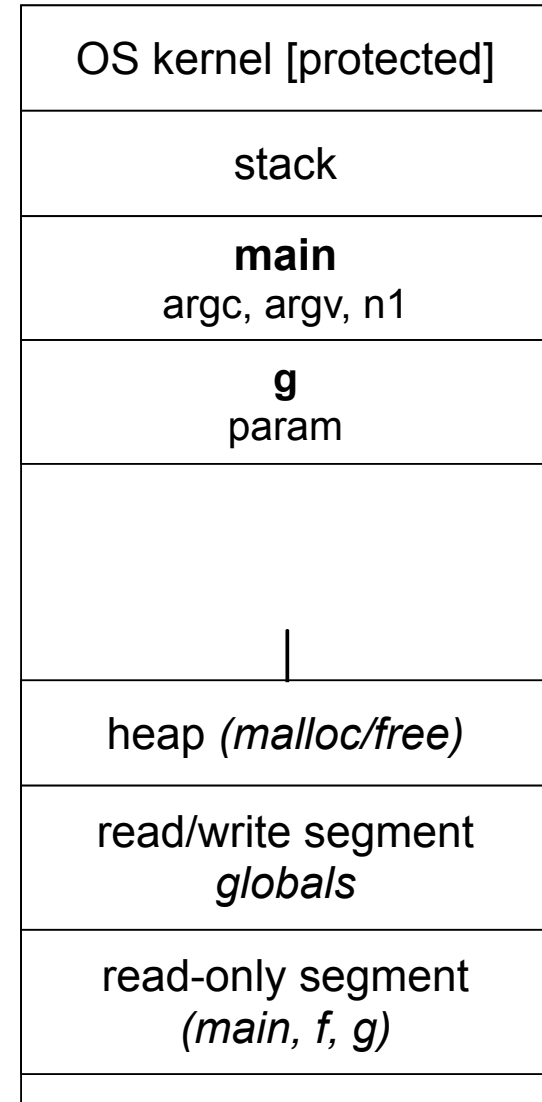 OS kernel [protected]
stack
main
argc, argv, n1
g
param
heap (malloc/free)
read/write segment
globals
read-only segment
(main, f, g)